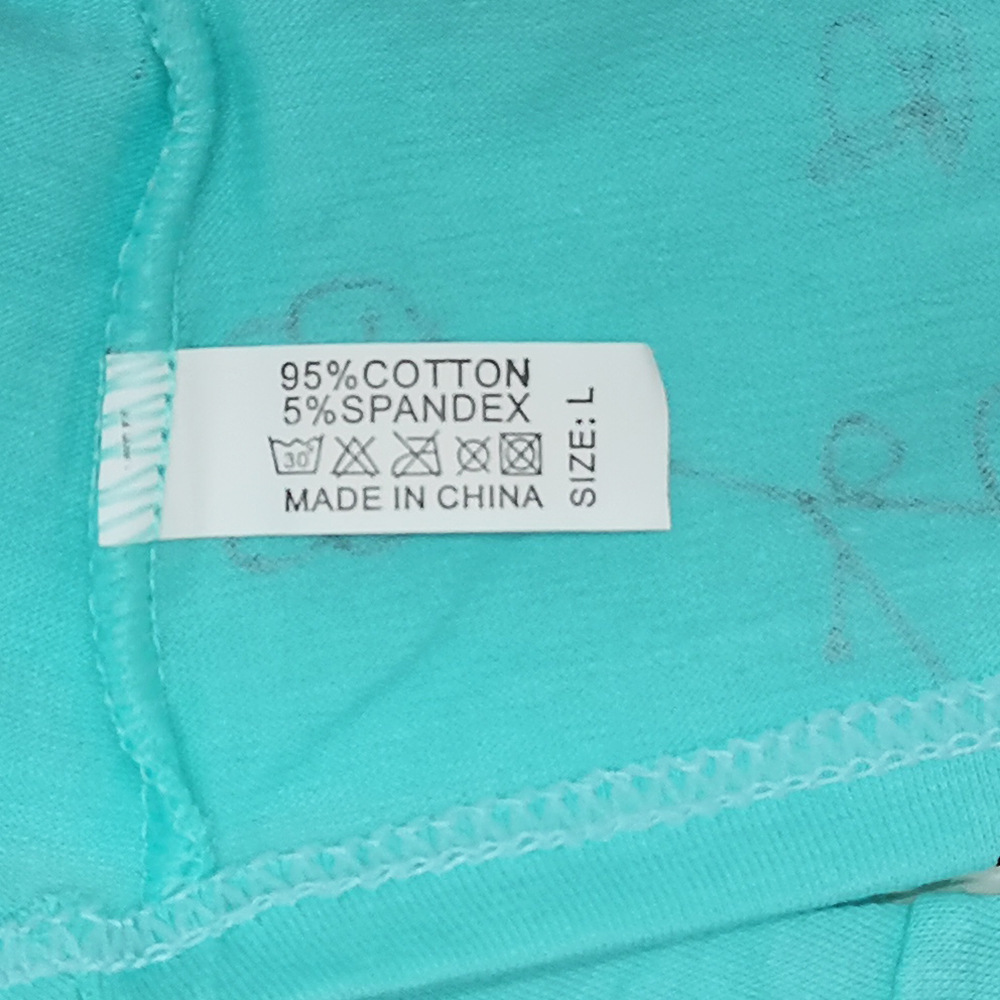 95%COTTON
5%SPANDEX
30°
MADE IN CHINA
SIZE: L